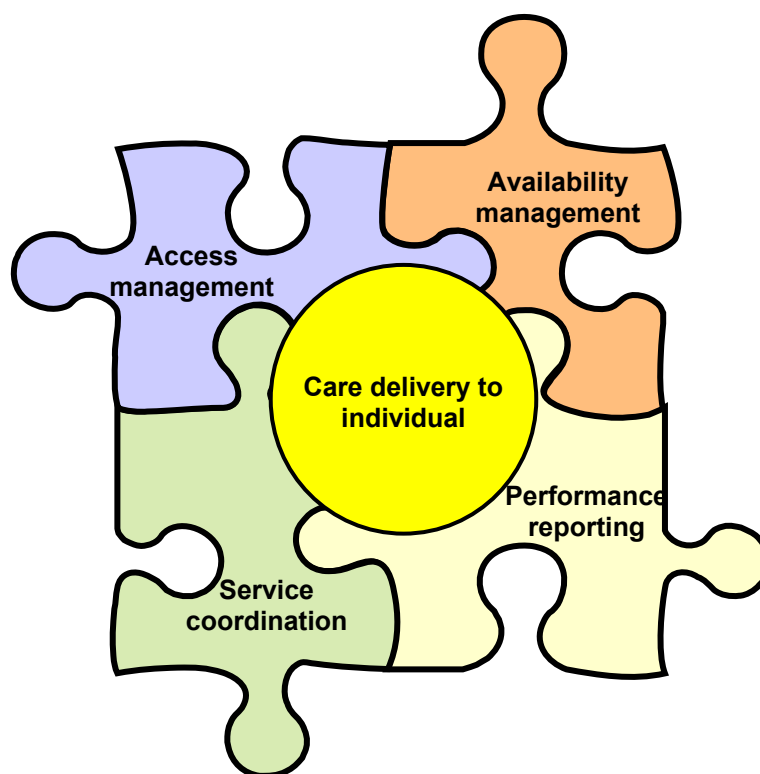 Availability
management
Access
management
Care delivery to
individual
Performance
reporting
Service
coordination